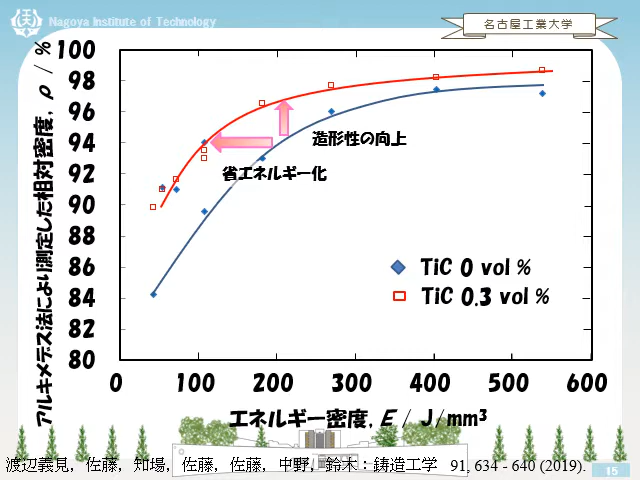 Nagoya Institute of Technology
名古屋工業大学
アルキメデス法により測定した相対密度, ρ / %
100
98
96
94
92
90
88
86
84
82
80
造形性の向上
省エネルギー化
TiC 0 vol %
TiC 0.3 vol %
0 100 200 300 400 500 600
エネルギー密度, E / J/mm³
渡辺義見，佐藤，知場，佐藤，佐藤，中野，鈴木：鋳造工学 91, 634 - 640 (2019).
15